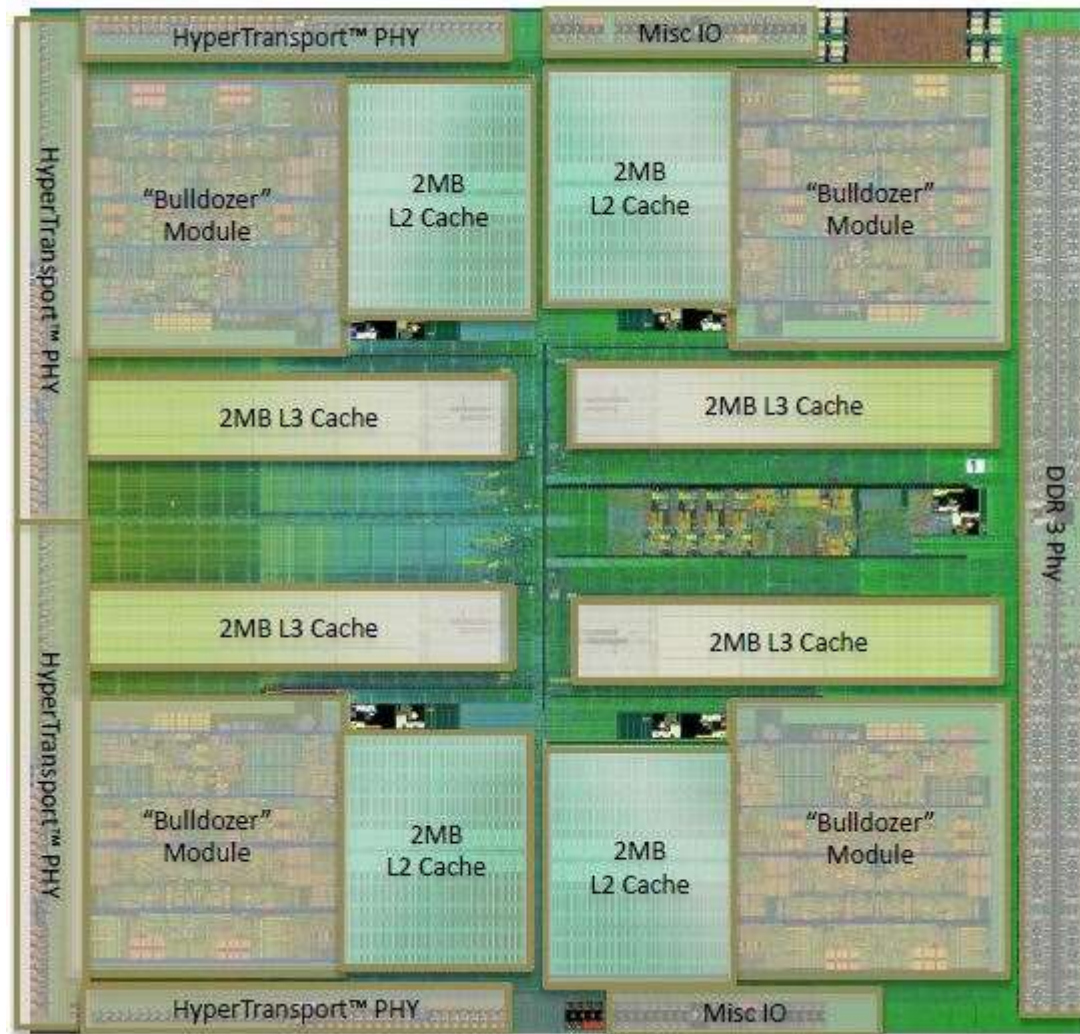 HyperTransport™ PHY
Misc IO
HyperTransport™ PHY
“Bulldozer”
Module
2MB
L2 Cache
2MB
L2 Cache
“Bulldozer”
Module
2MB L3 Cache
2MB L3 Cache
1
DDR 3 Phy
2MB L3 Cache
2MB L3 Cache
HyperTransport™ PHY
“Bulldozer”
Module
2MB
L2 Cache
2MB
L2 Cache
“Bulldozer”
Module
HyperTransport™ PHY
Misc IO